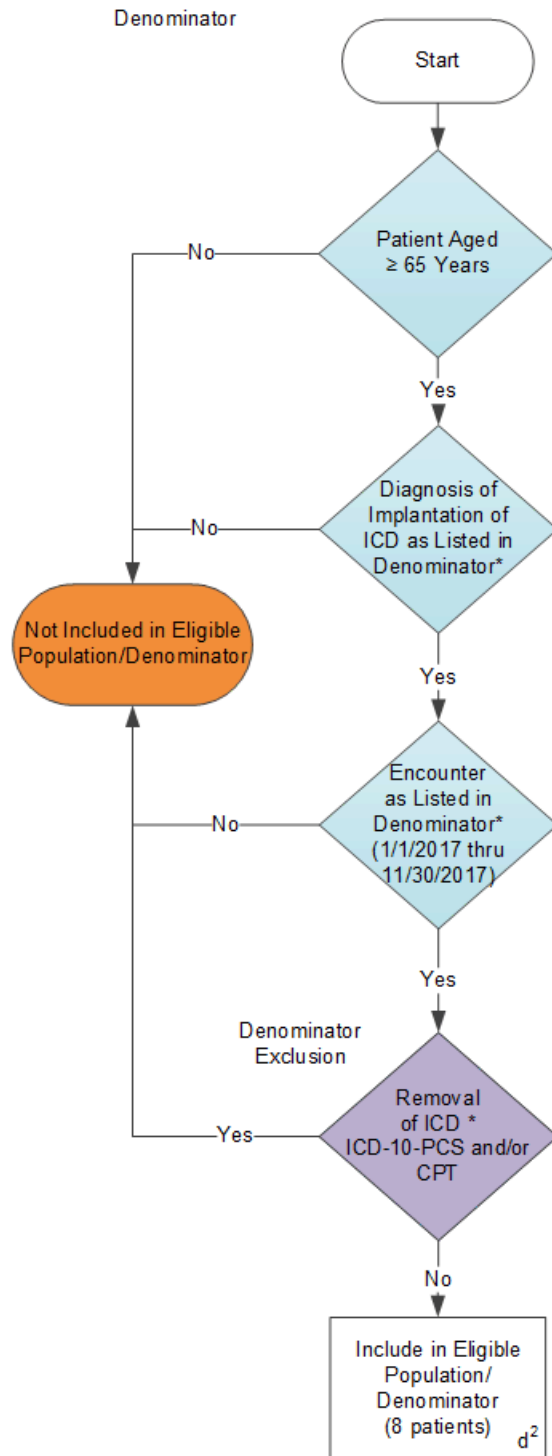 Denominator
Start
Patient Aged
≥ 65 Years
No
Yes
Diagnosis of
Implantation of
ICD as Listed in
Denominator*
No
Not Included in Eligible
Population/Denominator
Yes
Encounter
as Listed in
Denominator*
(1/1/2017 thru
11/30/2017)
No
Yes
Denominator
Exclusion
Removal
of ICD *
ICD-10-PCS and/or
CPT
Yes
No
Include in Eligible
Population/
Denominator
(8 patients)
d²